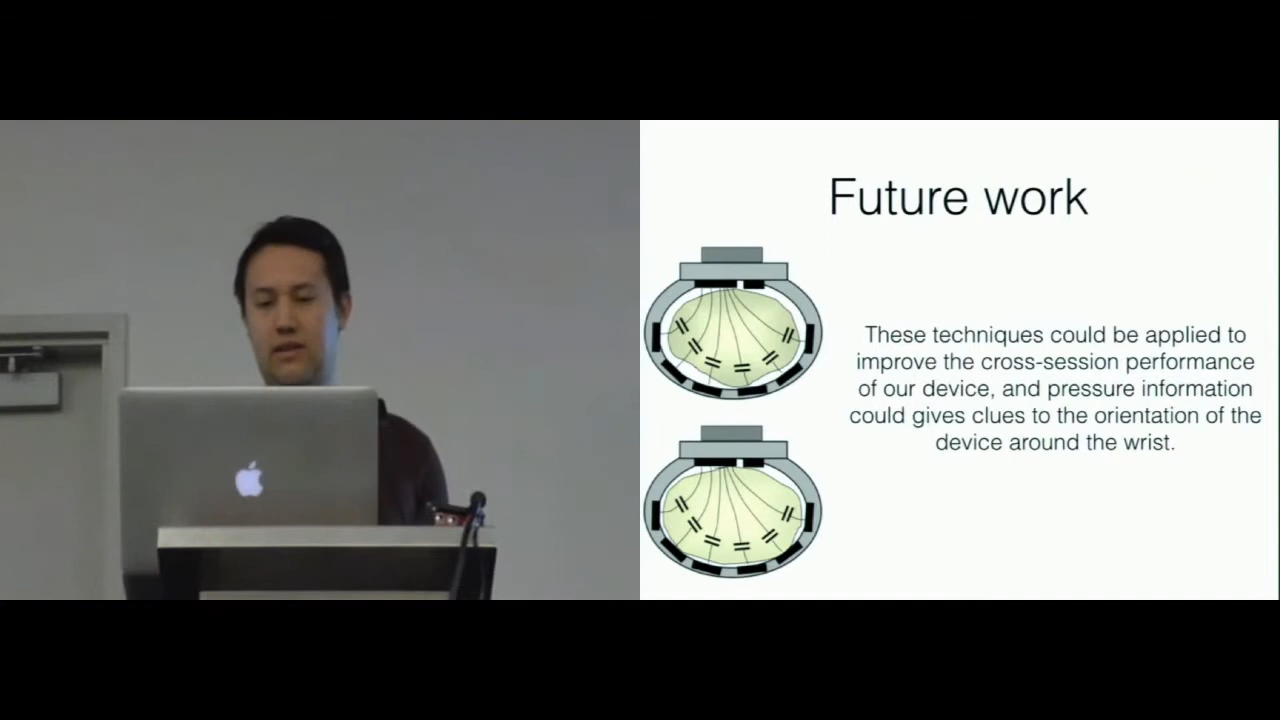 Future work
These techniques could be applied to
improve the cross-session performance
of our device, and pressure information
could gives clues to the orientation of the
device around the wrist.